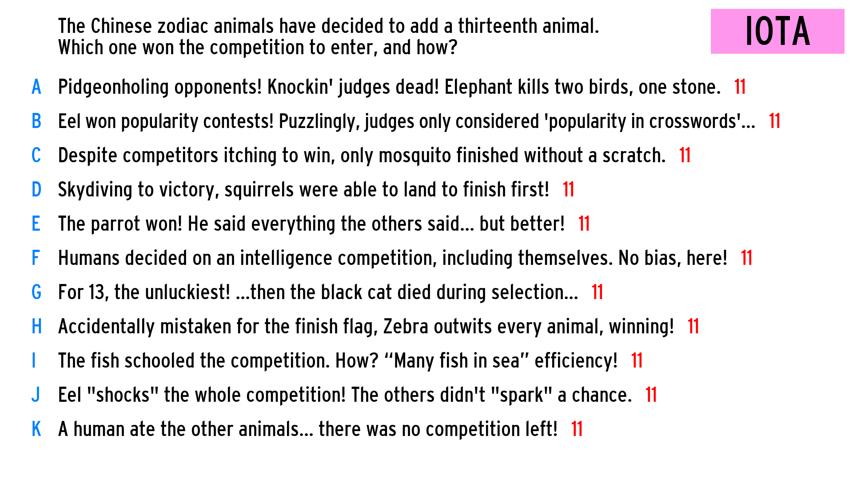 The Chinese zodiac animals have decided to add a thirteenth animal.
Which one won the competition to enter, and how?
IOTA
A Pidgeonholing opponents! Knockin' judges dead! Elephant kills two birds, one stone. 11
B Eel won popularity contests! Puzzlingly, judges only considered 'popularity in crosswords'... 11
C Despite competitors itching to win, only mosquito finished without a scratch. 11
D Skydiving to victory, squirrels were able to land to finish first! 11
E The parrot won! He said everything the others said... but better! 11
F Humans decided on an intelligence competition, including themselves. No bias, here! 11
G For 13, the unluckiest! ...then the black cat died during selection... 11
H Accidentally mistaken for the finish flag, Zebra outwits every animal, winning! 11
I The fish schooled the competition. How? “Many fish in sea” efficiency! 11
J Eel "shocks" the whole competition! The others didn't "spark" a chance. 11
K A human ate the other animals... there was no competition left! 11